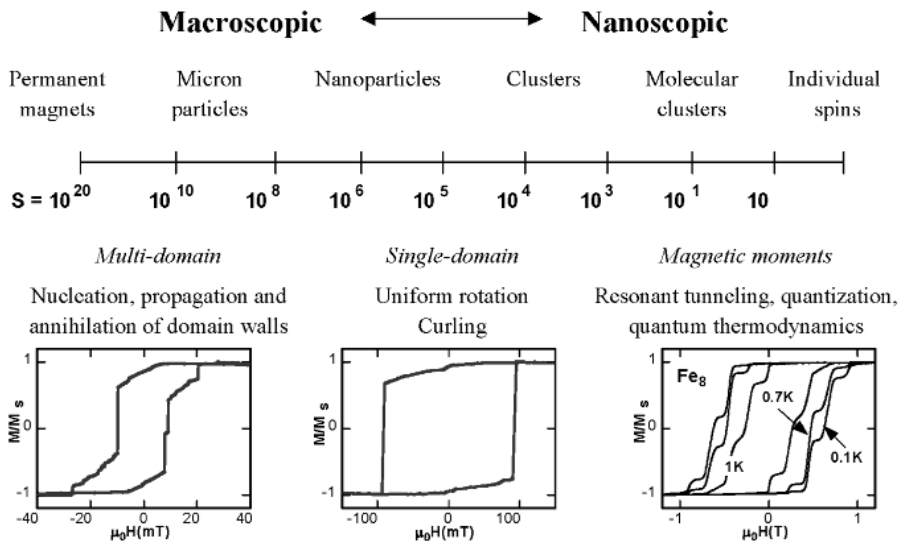 Macroscopic Nanoscopic
Permanent magnets Micron particles Nanoparticles Clusters Molecular clusters Individual spins
S = 10^20 10^10 10^8 10^6 10^5 10^4 10^3 10^1 10
Multi-domain Single-domain Magnetic moments
Nucleation, propagation and annihilation of domain walls
Uniform rotation
Curling
Resonant tunneling, quantization, quantum thermodynamics
1
0
-1
M/M s
-40 -20 0 20 40
μ0H(mT)
1
0
-1
M/M s
-100 0 100
μ0H(mT)
1
0
-1
M/M s
Fe8
0.7K
1K
0.1K
-1 0 1
μ0H(T)